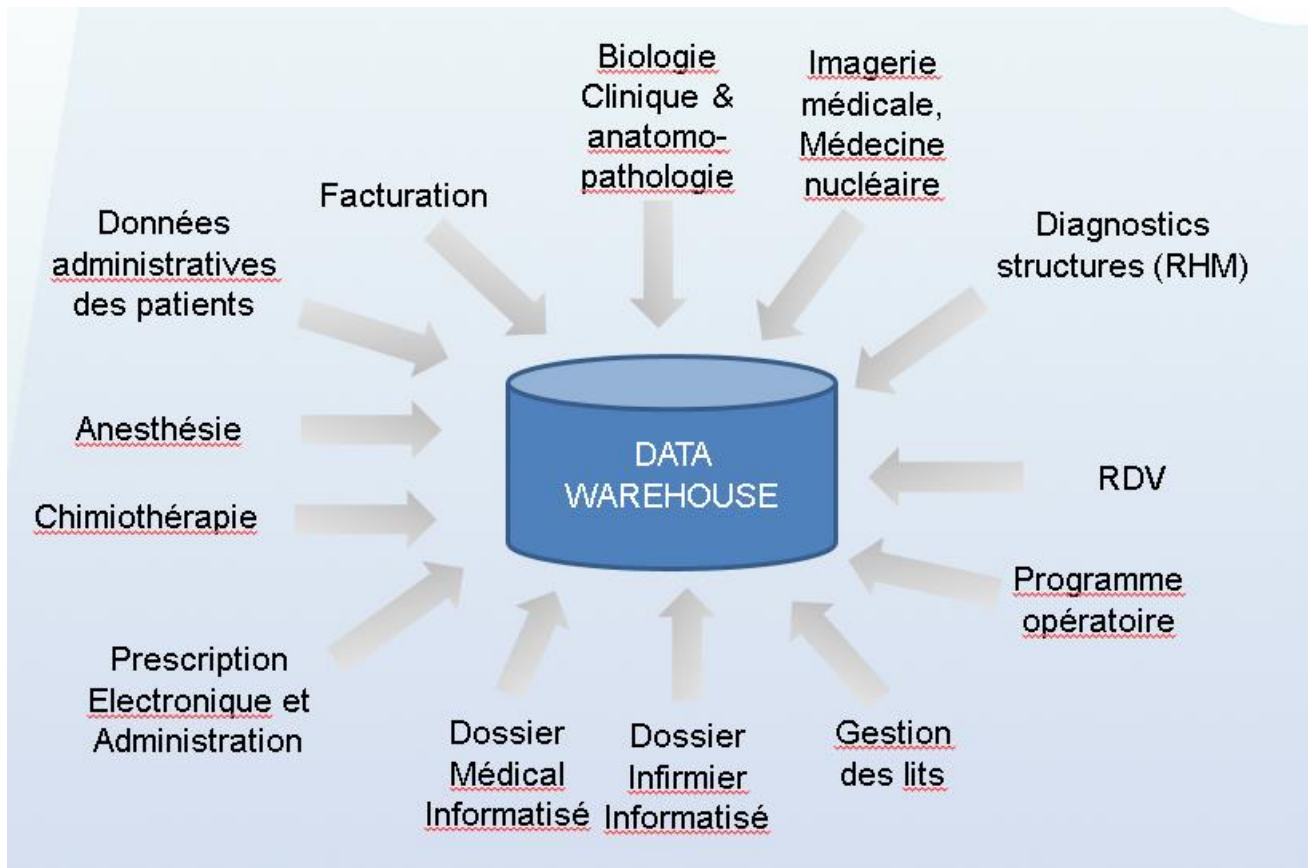 Biologie
Clinique &
anatomo-
pathologie
Imagerie
médicale,
Médecine
nucléaire
Facturation
Données
administratives
des patients
Diagnostics
structures (RHM)
Anesthésie
DATA
WAREHOUSE
RDV
Chimiothérapie
Programme
opératoire
Prescription
Electronique et
Administration
Dossier
Médical
Informatisé
Dossier
Infirmier
Informatisé
Gestion
des lits